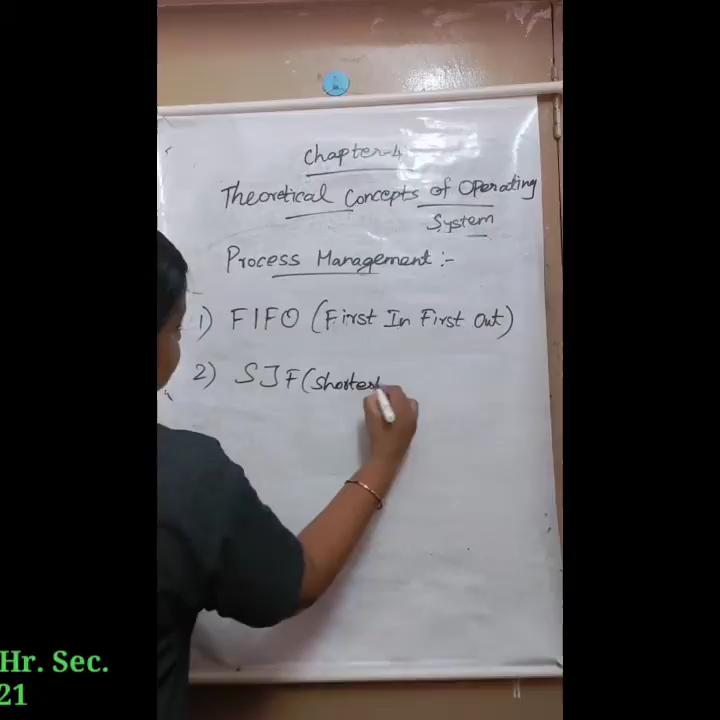 Chapter-4
Theoretical Concepts of Operating
System
Process Management :-
1) FIFO (First In First Out)
2) SJF (Shortest
Hr. Sec.
21